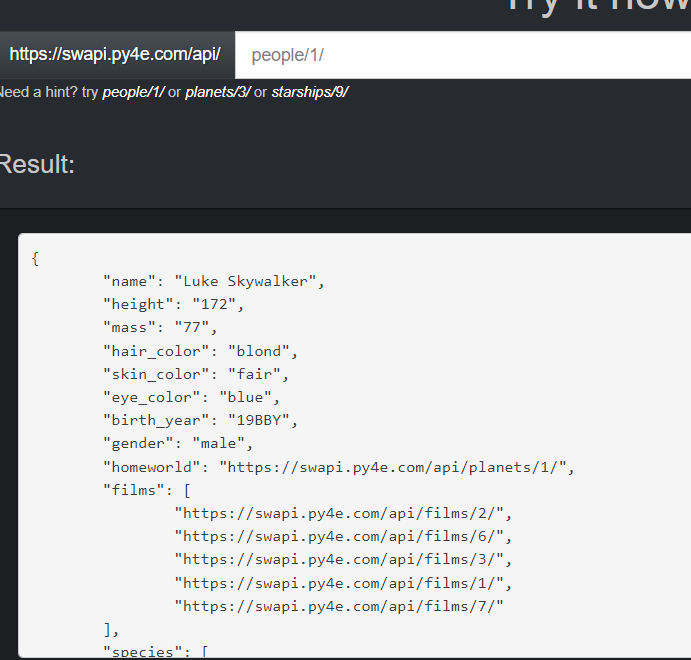 Try it now
https://swapi.py4e.com/api/ people/1/
Need a hint? try people/1/ or planets/3/ or starships/9/
Result:
{
	"name": "Luke Skywalker",
	"height": "172",
	"mass": "77",
	"hair_color": "blond",
	"skin_color": "fair",
	"eye_color": "blue",
	"birth_year": "19BBY",
	"gender": "male",
	"homeworld": "https://swapi.py4e.com/api/planets/1/",
	"films": [
		"https://swapi.py4e.com/api/films/2/",
		"https://swapi.py4e.com/api/films/6/",
		"https://swapi.py4e.com/api/films/3/",
		"https://swapi.py4e.com/api/films/1/",
		"https://swapi.py4e.com/api/films/7/"
	],
	"species": [